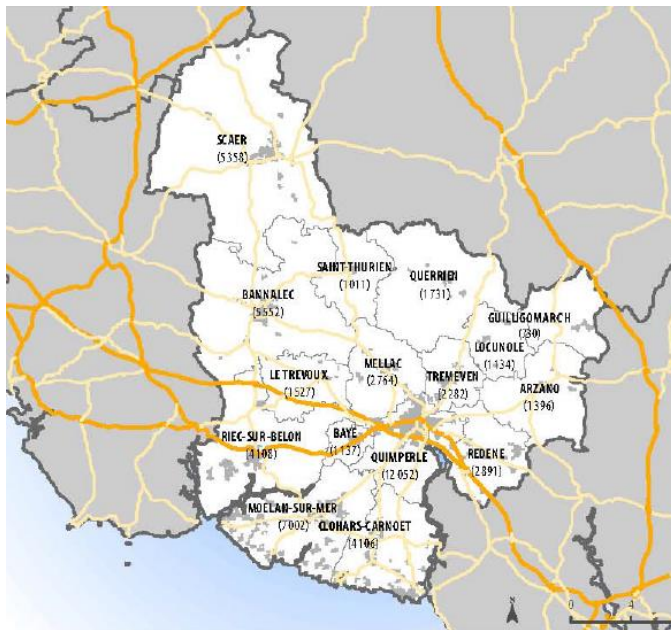 SCAER
(5358)
SAINT-THURIEN
(1011)
QUERRIEN
(1731)
BANNALEC
(5552)
GUILLIGOMARCH
(730)
LOCUNOLE
(1434)
MELLAC
(2764)
LE TREVOUX
(1527)
TREMEVEN
(2282)
ARZANO
(1396)
RIEC-SUR-BELON
(4108)
BAYE
(1137)
QUIMPERLE
(12 052)
REDENE
(2891)
MOELAN-SUR-MER
(7002)
CLOHARS-CARNOET
(4106)
0 4